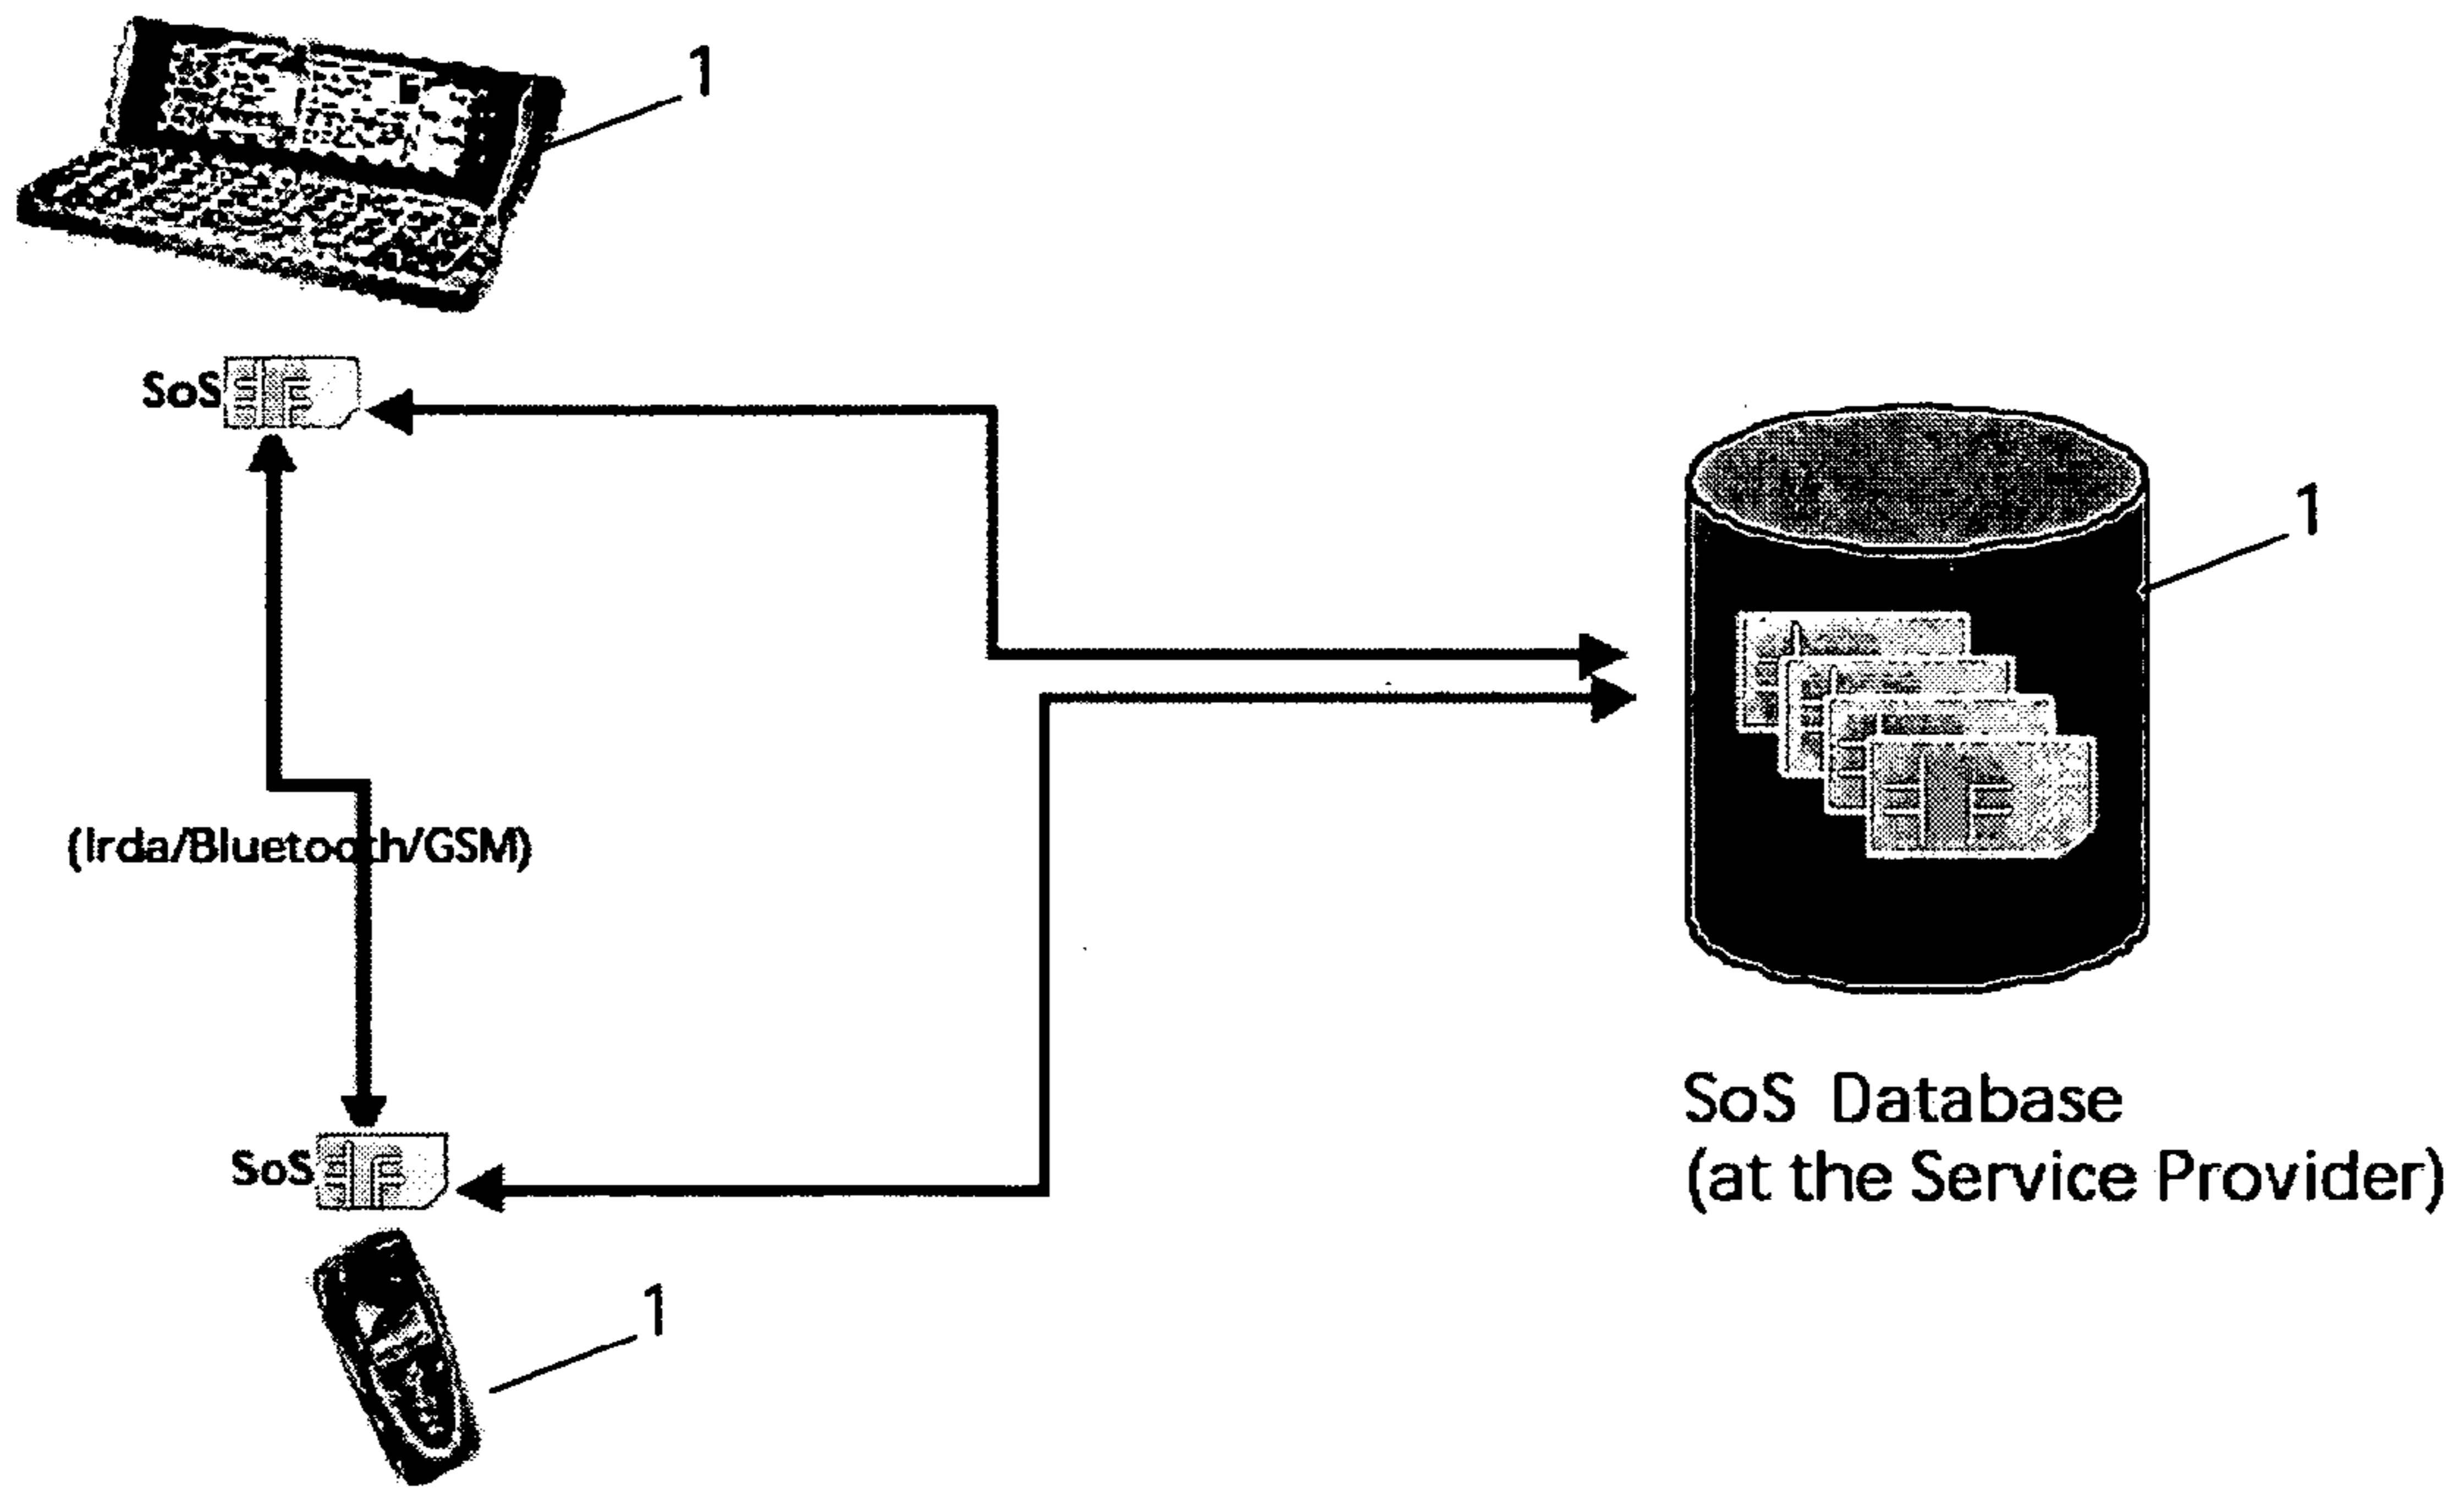 1
SoS
1
(Irda/Bluetooth/GSM)
SoS
SoS Database
(at the Service Provider)
1